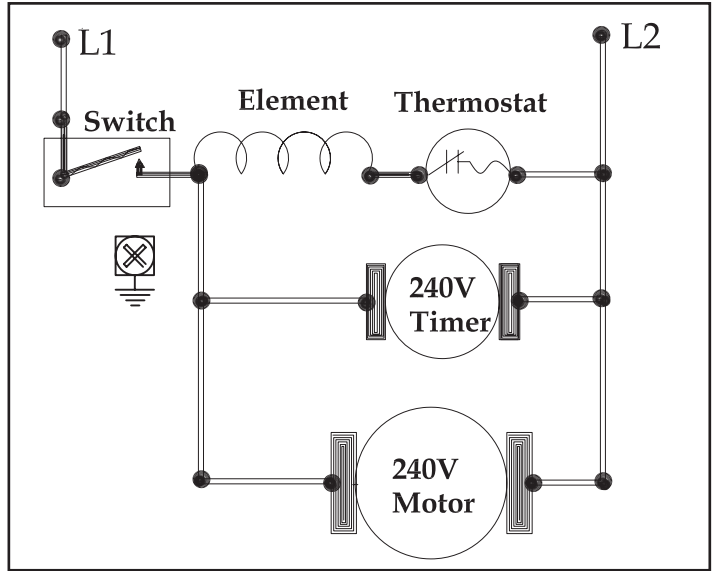 L1
L2
Element
Thermostat
Switch
240V
Timer
240V
Motor